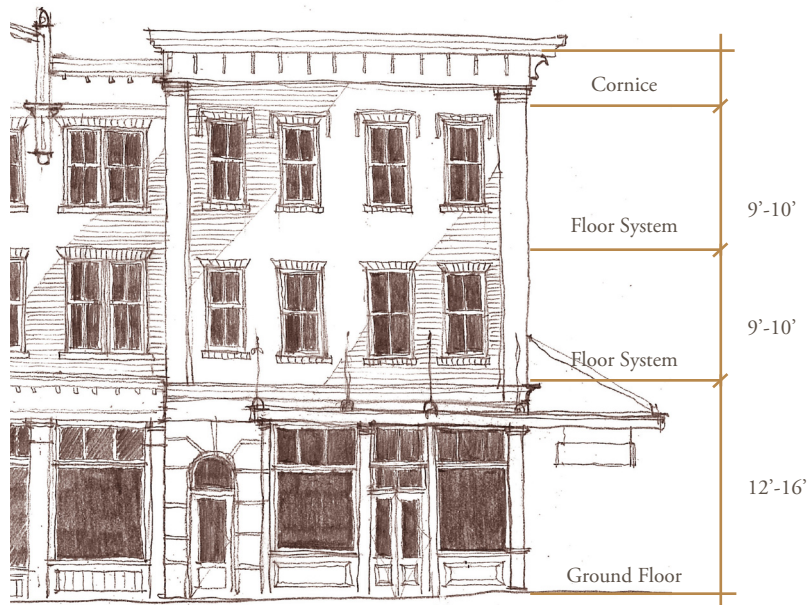 Cornice
9’-10’
Floor System
9’-10’
Floor System
12’-16’
Ground Floor